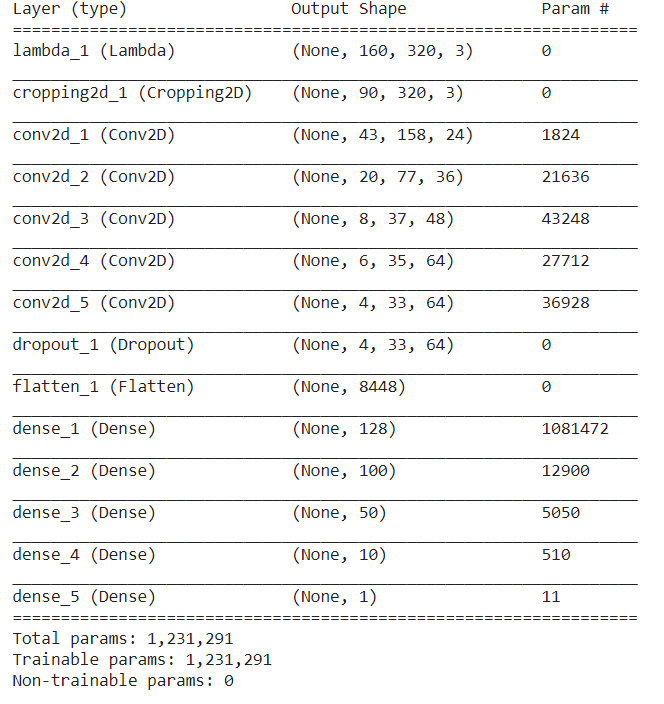 Layer (type)                 Output Shape              Param #
=================================================================
lambda_1 (Lambda)            (None, 160, 320, 3)       0
_________________________________________________________________
cropping2d_1 (Cropping2D)    (None, 90, 320, 3)        0
_________________________________________________________________
conv2d_1 (Conv2D)            (None, 43, 158, 24)       1824
_________________________________________________________________
conv2d_2 (Conv2D)            (None, 20, 77, 36)        21636
_________________________________________________________________
conv2d_3 (Conv2D)            (None, 8, 37, 48)         43248
_________________________________________________________________
conv2d_4 (Conv2D)            (None, 6, 35, 64)         27712
_________________________________________________________________
conv2d_5 (Conv2D)            (None, 4, 33, 64)         36928
_________________________________________________________________
dropout_1 (Dropout)          (None, 4, 33, 64)         0
_________________________________________________________________
flatten_1 (Flatten)          (None, 8448)              0
_________________________________________________________________
dense_1 (Dense)              (None, 128)               1081472
_________________________________________________________________
dense_2 (Dense)              (None, 100)               12900
_________________________________________________________________
dense_3 (Dense)              (None, 50)                5050
_________________________________________________________________
dense_4 (Dense)              (None, 10)                510
_________________________________________________________________
dense_5 (Dense)              (None, 1)                 11
=================================================================
Total params: 1,231,291
Trainable params: 1,231,291
Non-trainable params: 0